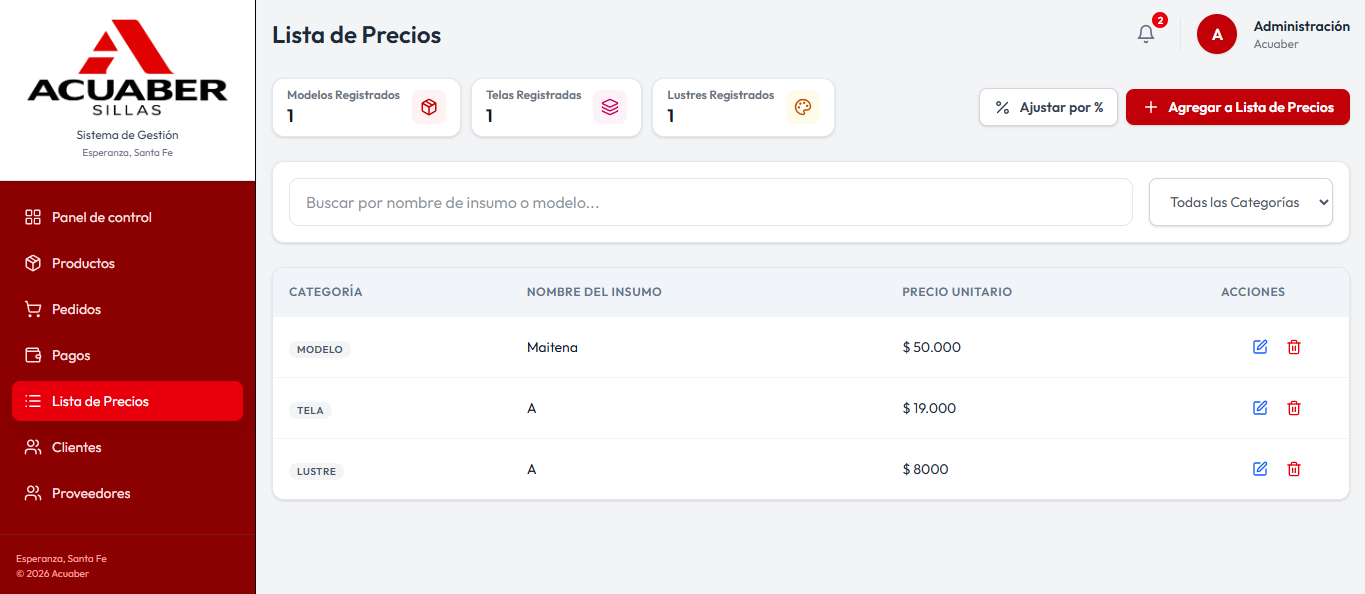 ACUABER
SILLAS
Sistema de Gestión
Esperanza, Santa Fe
Panel de control
Productos
Pedidos
Pagos
Lista de Precios
Clientes
Proveedores
Esperanza, Santa Fe
© 2026 Acuaber
Lista de Precios
2
A
Administración
Acuaber
Modelos Registrados
1
Telas Registradas
1
Lustres Registrados
1
% Ajustar por %
+ Agregar a Lista de Precios
Buscar por nombre de insumo o modelo...
Todas las Categorías
CATEGORÍA NOMBRE DEL INSUMO PRECIO UNITARIO ACCIONES
MODELO Maitena $ 50.000
TELA A $ 19.000
LUSTRE A $ 8000